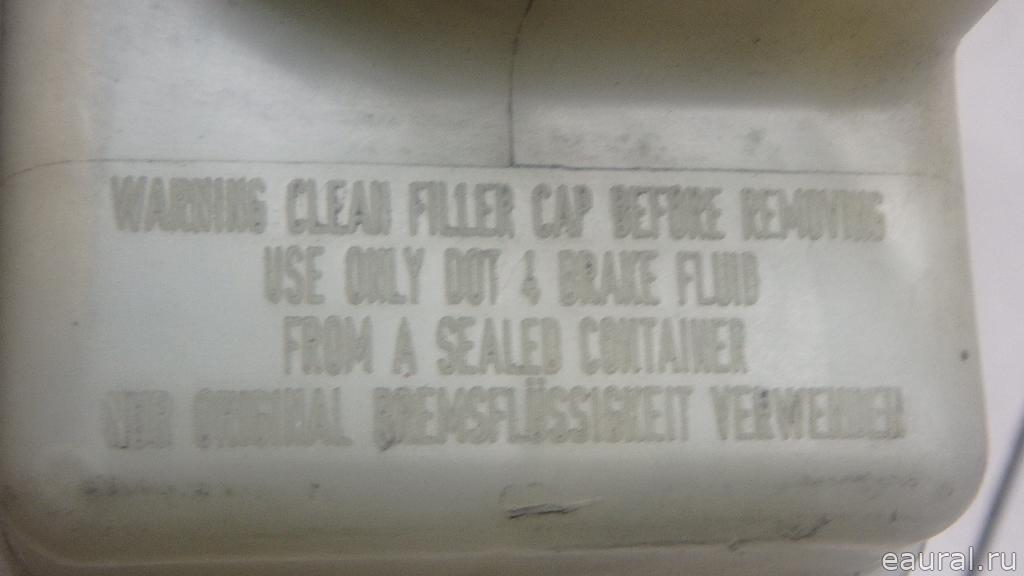 WARNING CLEAN FILLER CAP BEFORE REMOVING
USE ONLY DOT 4 BRAKE FLUID
FROM A SEALED CONTAINER
NUR ORIGINAL BREMSFLÜSSIGKEIT VERWENDEN
eaural.ru